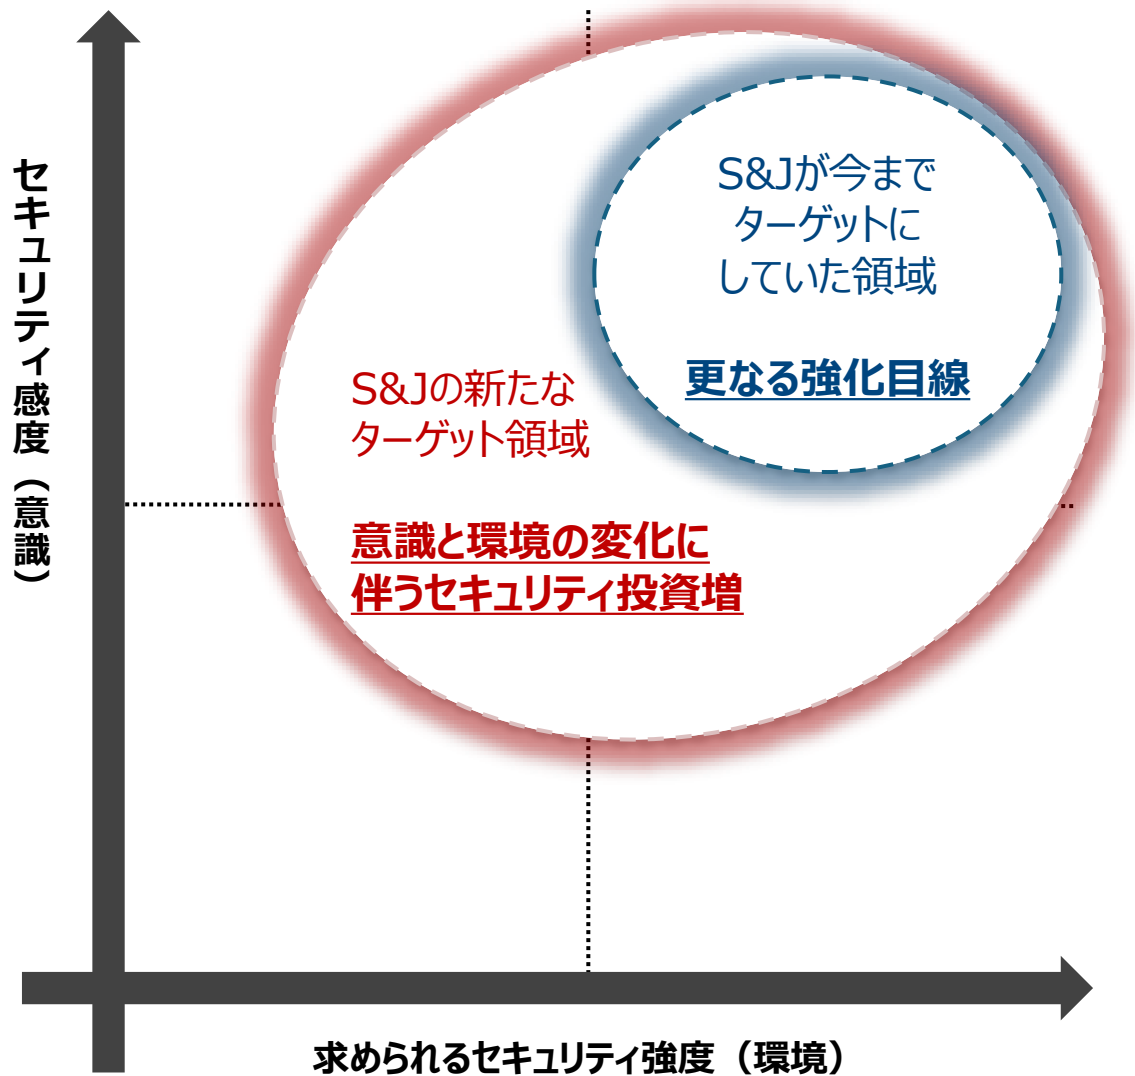 セキュリティ感度（意識）
S&Jが今まで
ターゲットに
していた領域
更なる強化目線
S&Jの新たな
ターゲット領域
意識と環境の変化に
伴うセキュリティ投資増
求められるセキュリティ強度（環境）